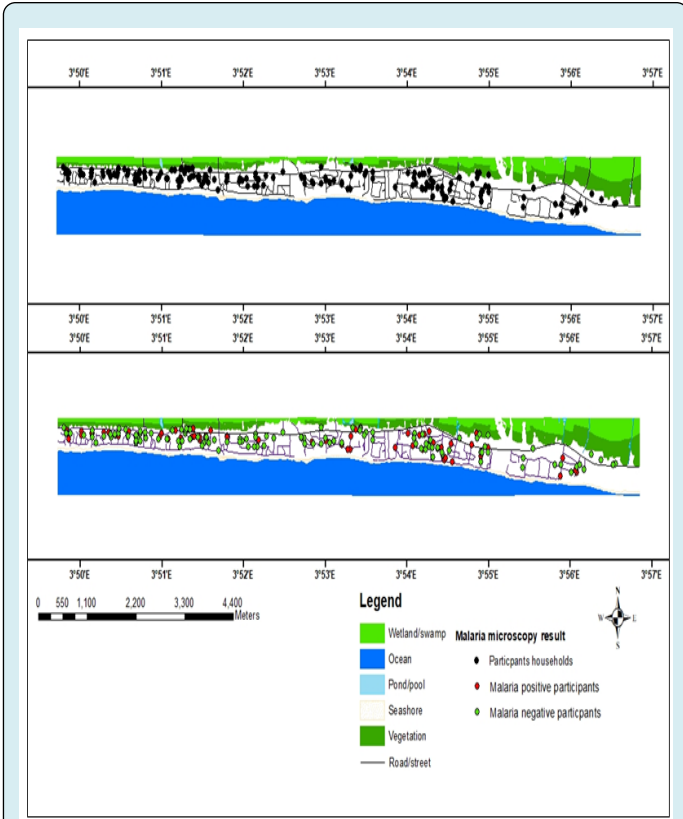 3°50'E 3°51'E 3°52'E 3°53'E 3°54'E 3°55'E 3°56'E 3°57'E
3°50'E 3°51'E 3°52'E 3°53'E 3°54'E 3°55'E 3°56'E 3°57'E
3°50'E 3°51'E 3°52'E 3°53'E 3°54'E 3°55'E 3°56'E 3°57'E
3°50'E 3°51'E 3°52'E 3°53'E 3°54'E 3°55'E 3°56'E 3°57'E
0 550 1,100 2,200 3,300 4,400
Meters
Legend
Wetland/swamp
Ocean
Pond/pool
Seashore
Vegetation
Road/street
Malaria microscopy result
Particpants households
Malaria positive participants
Malaria negative particpants
N
W E
S